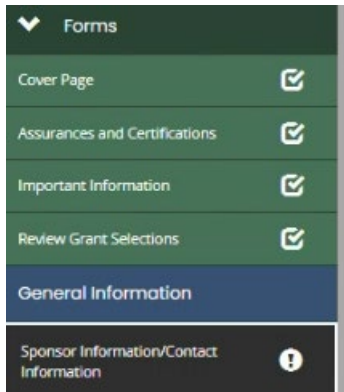 Forms
Cover Page
Assurances and Certifications
Important Information
Review Grant Selections
General Information
Sponsor Information/Contact
Information